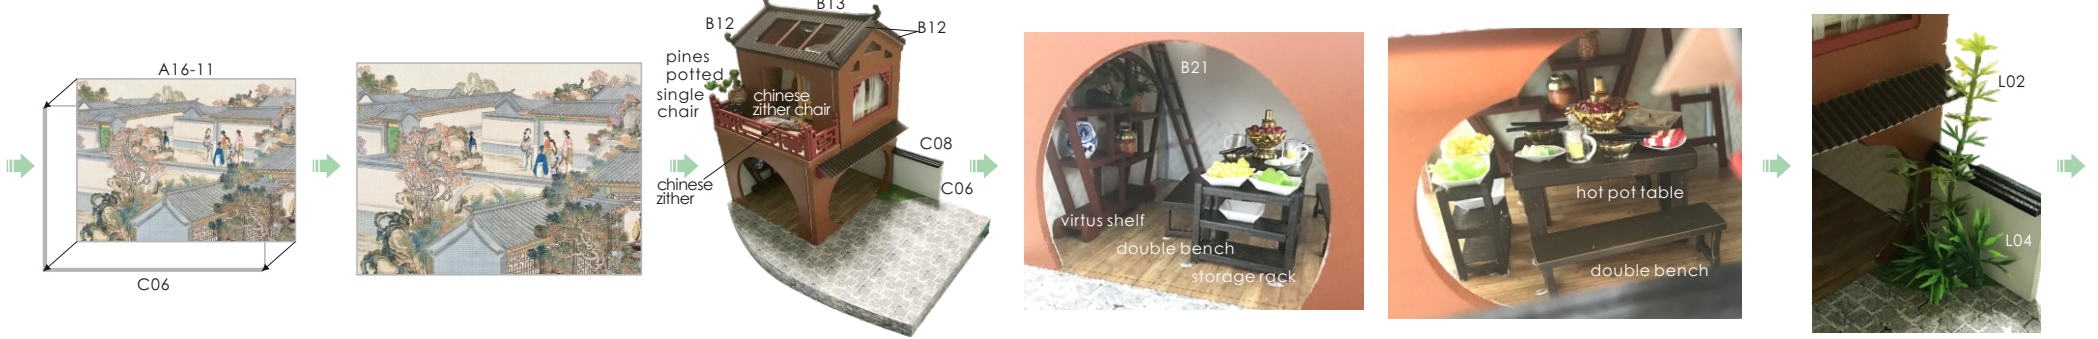 A16-11
C06
B13
B12
B12
pines
potted
single
chair
chinese
zither chair
chinese
zither
C08
C06
B21
virtus shelf
double bench
storage rack
hot pot table
double bench
L02
L04